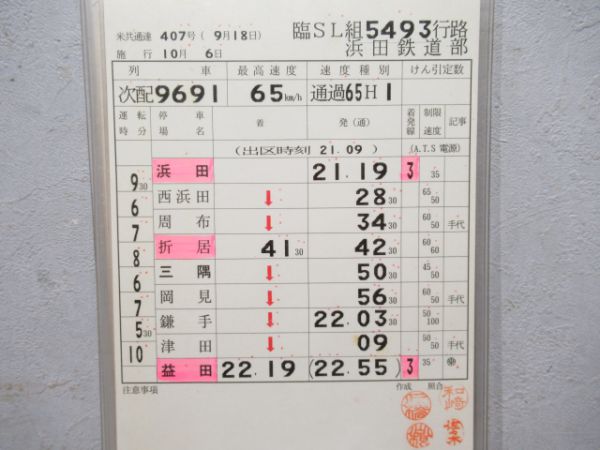 米共通達 407号(9月18日) 臨SL組5493行路
施行 10月 6日 浜田鉄道部
列車 最高速度 速度種別 けん引定数
次配9691 65km/h 通過65H1
運転時分 停車場名 着 発(通) 着発線 制限速度 記事
(出区時刻 21.09) (A.T.S 電源)
浜田 21.19 3 35
9 30
西浜田 ↓ 28 30 65 50
6
周布 ↓ 34 30 60 50 手代
7
折居 41 30 42 30 60 60
8
三隅 ↓ 50 30 45 50
6
岡見 ↓ 56 30 60 50 手代
7
鎌手 ↓ 22.03 30 50 100
5 30
津田 ↓ 09 50 50 手代
10
益田 22.19 (22.55) 3 35
注意事項 作成 照合